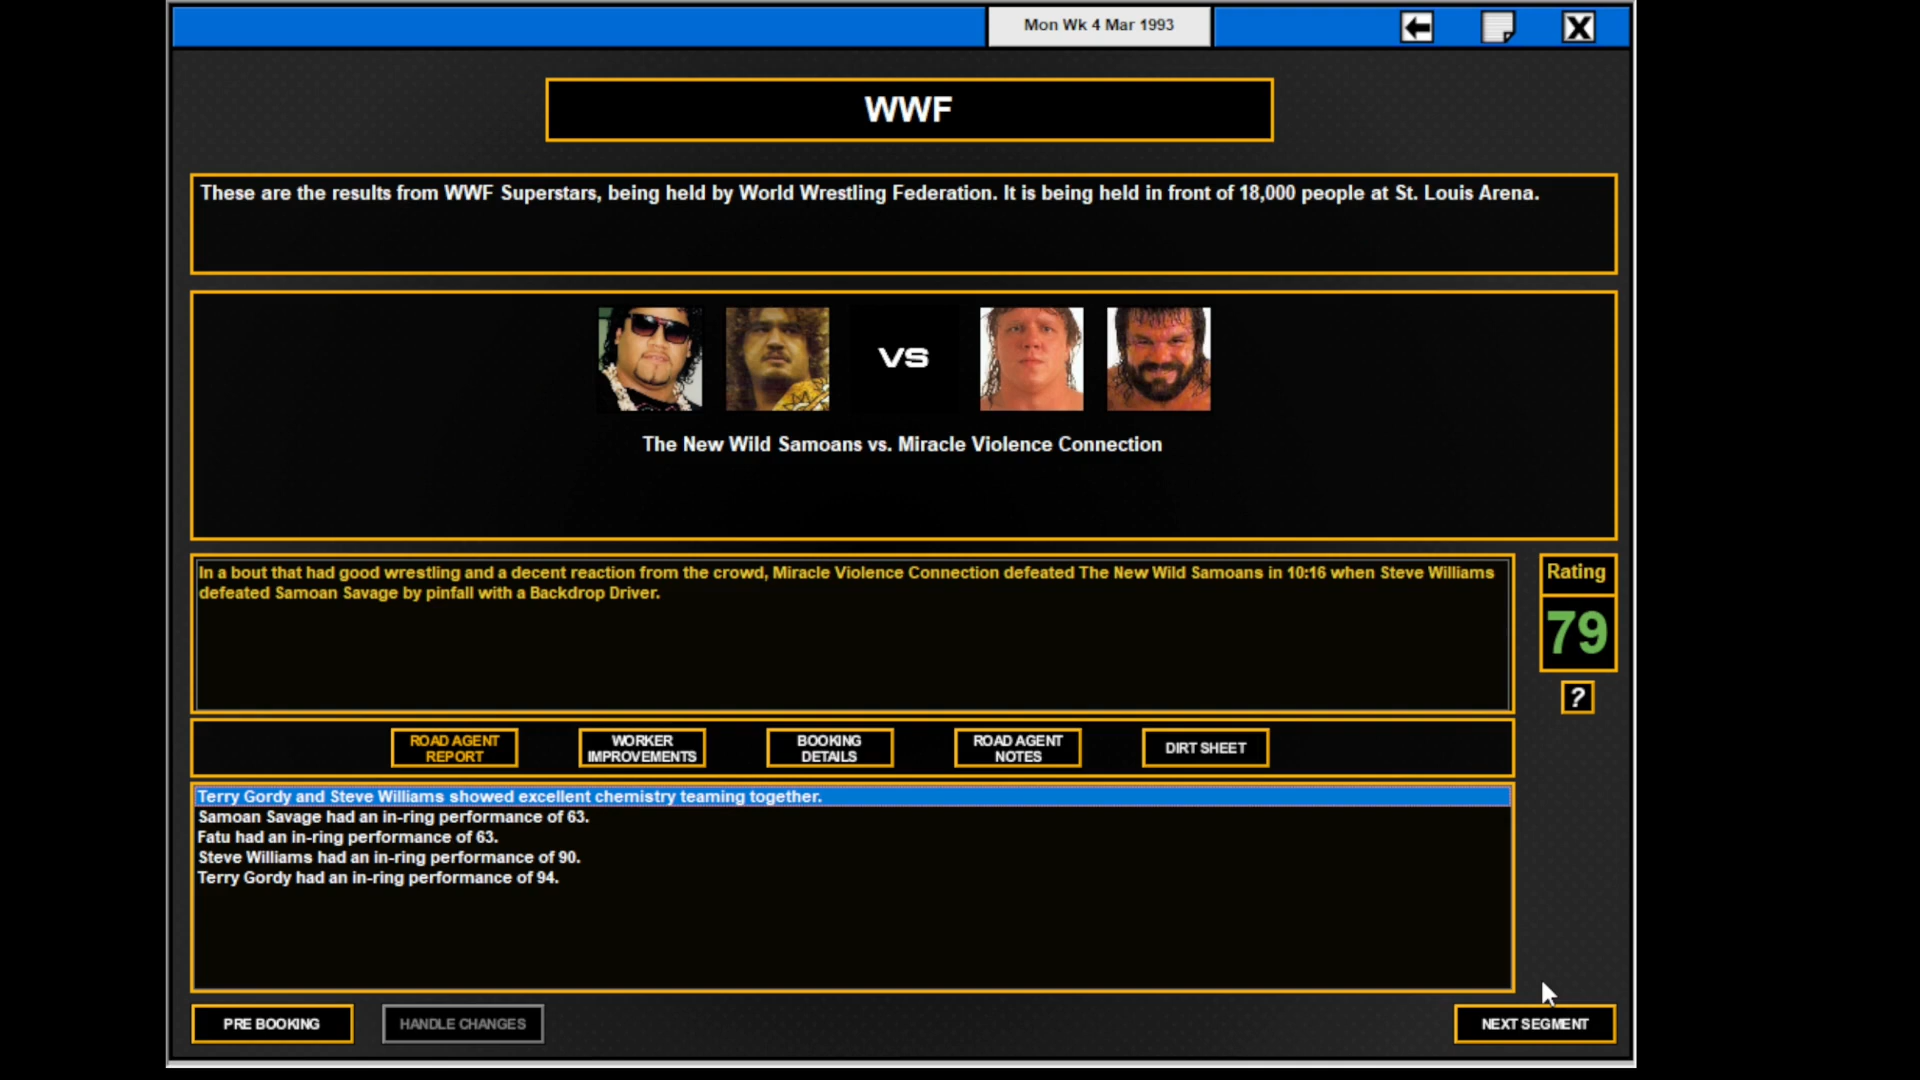 Mon Wk 4 Mar 1993
X
WWF
These are the results from WWF Superstars, being held by World Wrestling Federation. It is being held in front of 18,000 people at St. Louis Arena.
VS
The New Wild Samoans vs. Miracle Violence Connection
In a bout that had good wrestling and a decent reaction from the crowd, Miracle Violence Connection defeated The New Wild Samoans in 10:16 when Steve Williams
defeated Samoan Savage by pinfall with a Backdrop Driver.
Rating
79
?
ROAD AGENT
REPORT
WORKER
IMPROVEMENTS
BOOKING
DETAILS
ROAD AGENT
NOTES
DIRT SHEET
Terry Gordy and Steve Williams showed excellent chemistry teaming together.
Samoan Savage had an in-ring performance of 63.
Fatu had an in-ring performance of 63.
Steve Williams had an in-ring performance of 90.
Terry Gordy had an in-ring performance of 94.
PRE BOOKING
HANDLE CHANGES
NEXT SEGMENT